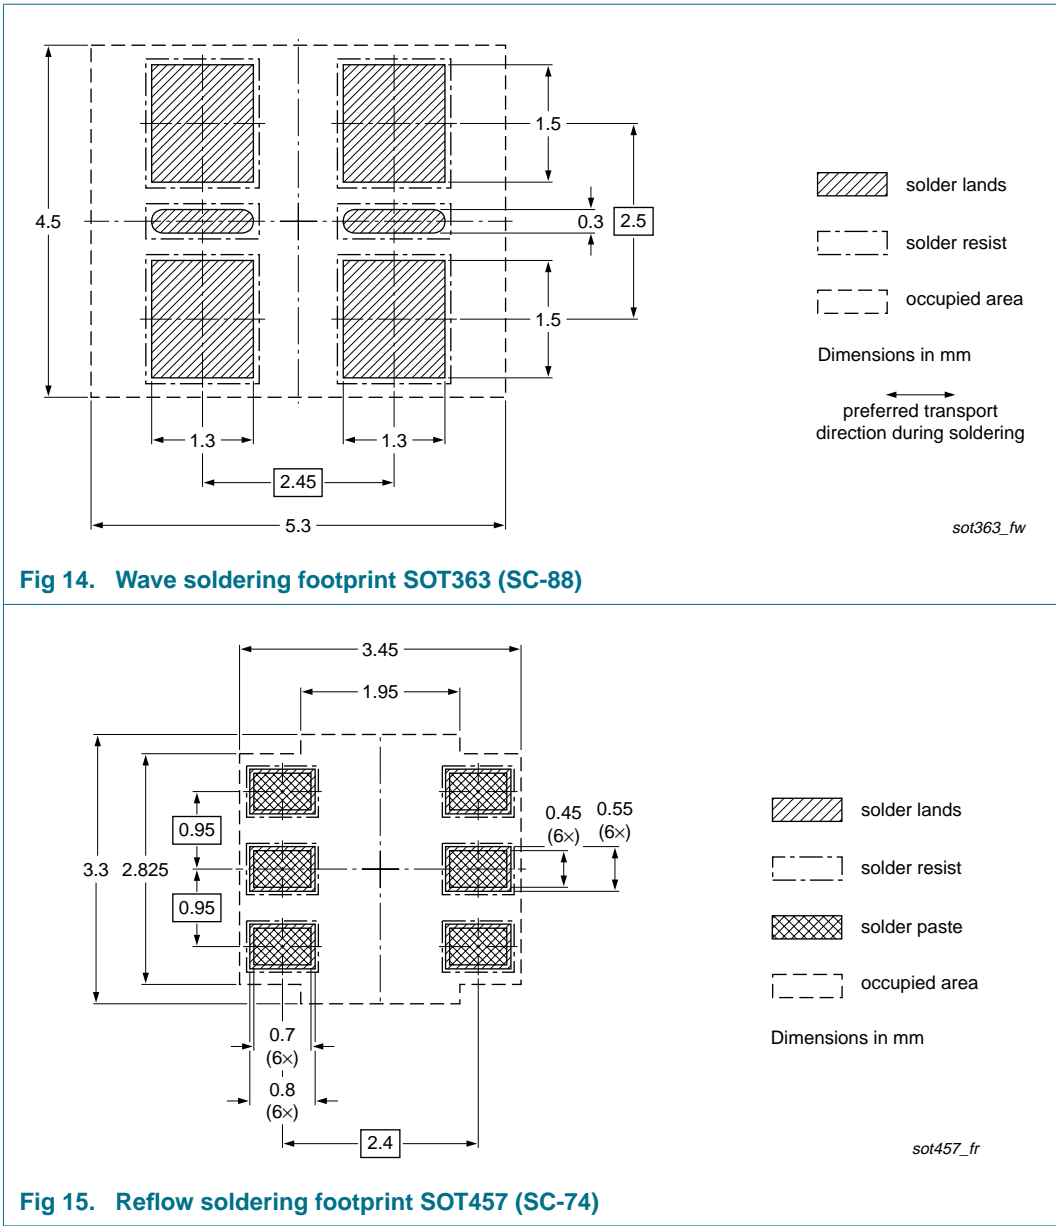 1.5
4.5
0.3
2.5
1.5
1.3
1.3
2.45
5.3
solder lands
solder resist
occupied area
Dimensions in mm
preferred transport
direction during soldering
sot363_fw
Fig 14. Wave soldering footprint SOT363 (SC-88)
3.45
1.95
0.95
3.3
2.825
0.95
0.45
(6×)
0.55
(6×)
0.7
(6×)
0.8
(6×)
2.4
solder lands
solder resist
solder paste
occupied area
Dimensions in mm
sot457_fr
Fig 15. Reflow soldering footprint SOT457 (SC-74)